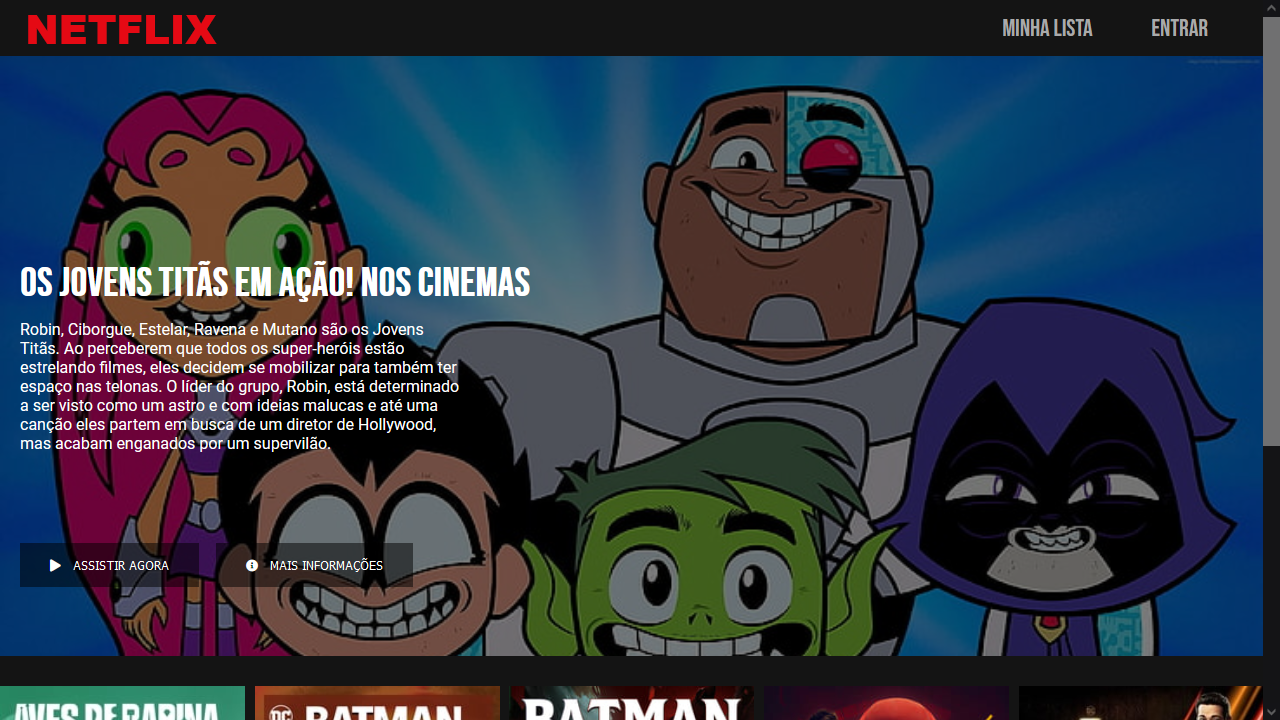 NETFLIX
MINHA LISTA
ENTRAR
OS JOVENS TITÃS EM AÇÃO! NOS CINEMAS
Robin, Ciborgue, Estelar, Ravena e Mutano são os Jovens
Titãs. Ao perceberem que todos os super-heróis estão
estrelando filmes, eles decidem se mobilizar para também ter
espaço nas telonas. O líder do grupo, Robin, está determinado
a ser visto como um astro e com ideias malucas e até uma
canção eles partem em busca de um diretor de Hollywood,
mas acabam enganados por um supervilão.
ASSISTIR AGORA
MAIS INFORMAÇÕES
AVES DE RAPINA
DC
BATMAN
BATMAN